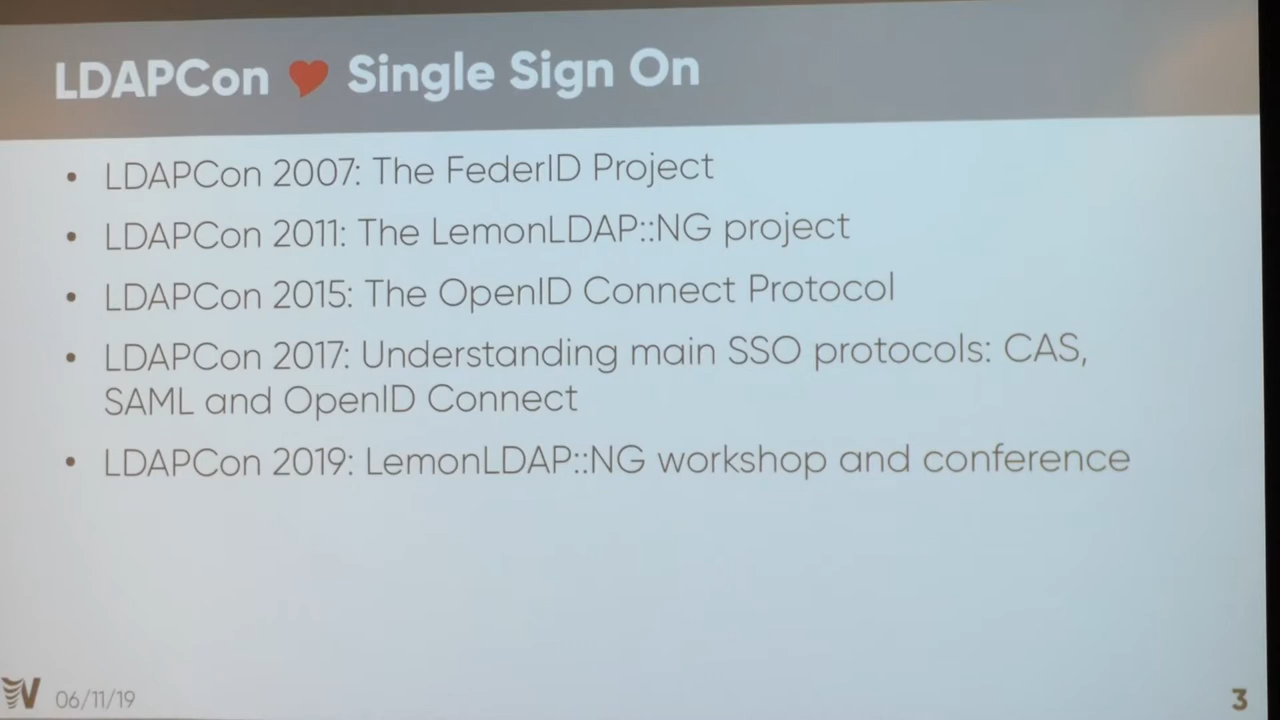 LDAPCon ♥ Single Sign On
• LDAPCon 2007: The FederID Project
• LDAPCon 2011: The LemonLDAP::NG project
• LDAPCon 2015: The OpenID Connect Protocol
• LDAPCon 2017: Understanding main SSO protocols: CAS,
SAML and OpenID Connect
• LDAPCon 2019: LemonLDAP::NG workshop and conference
06/11/19
3